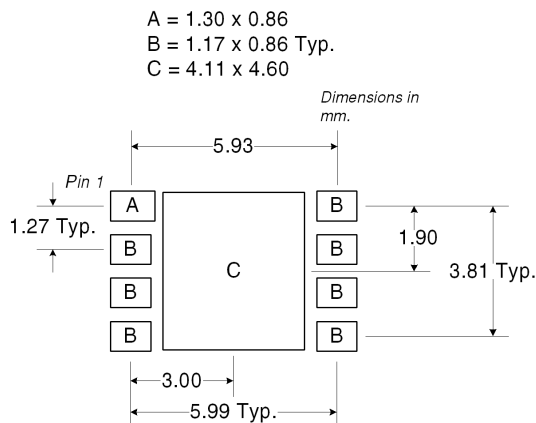 A = 1.30 x 0.86
B = 1.17 x 0.86 Typ.
C = 4.11 x 4.60
Dimensions in
mm.
5.93
Pin 1
A
B
1.27 Typ.
B
B
1.90
C
3.81 Typ.
B
B
B
B
3.00
5.99 Typ.